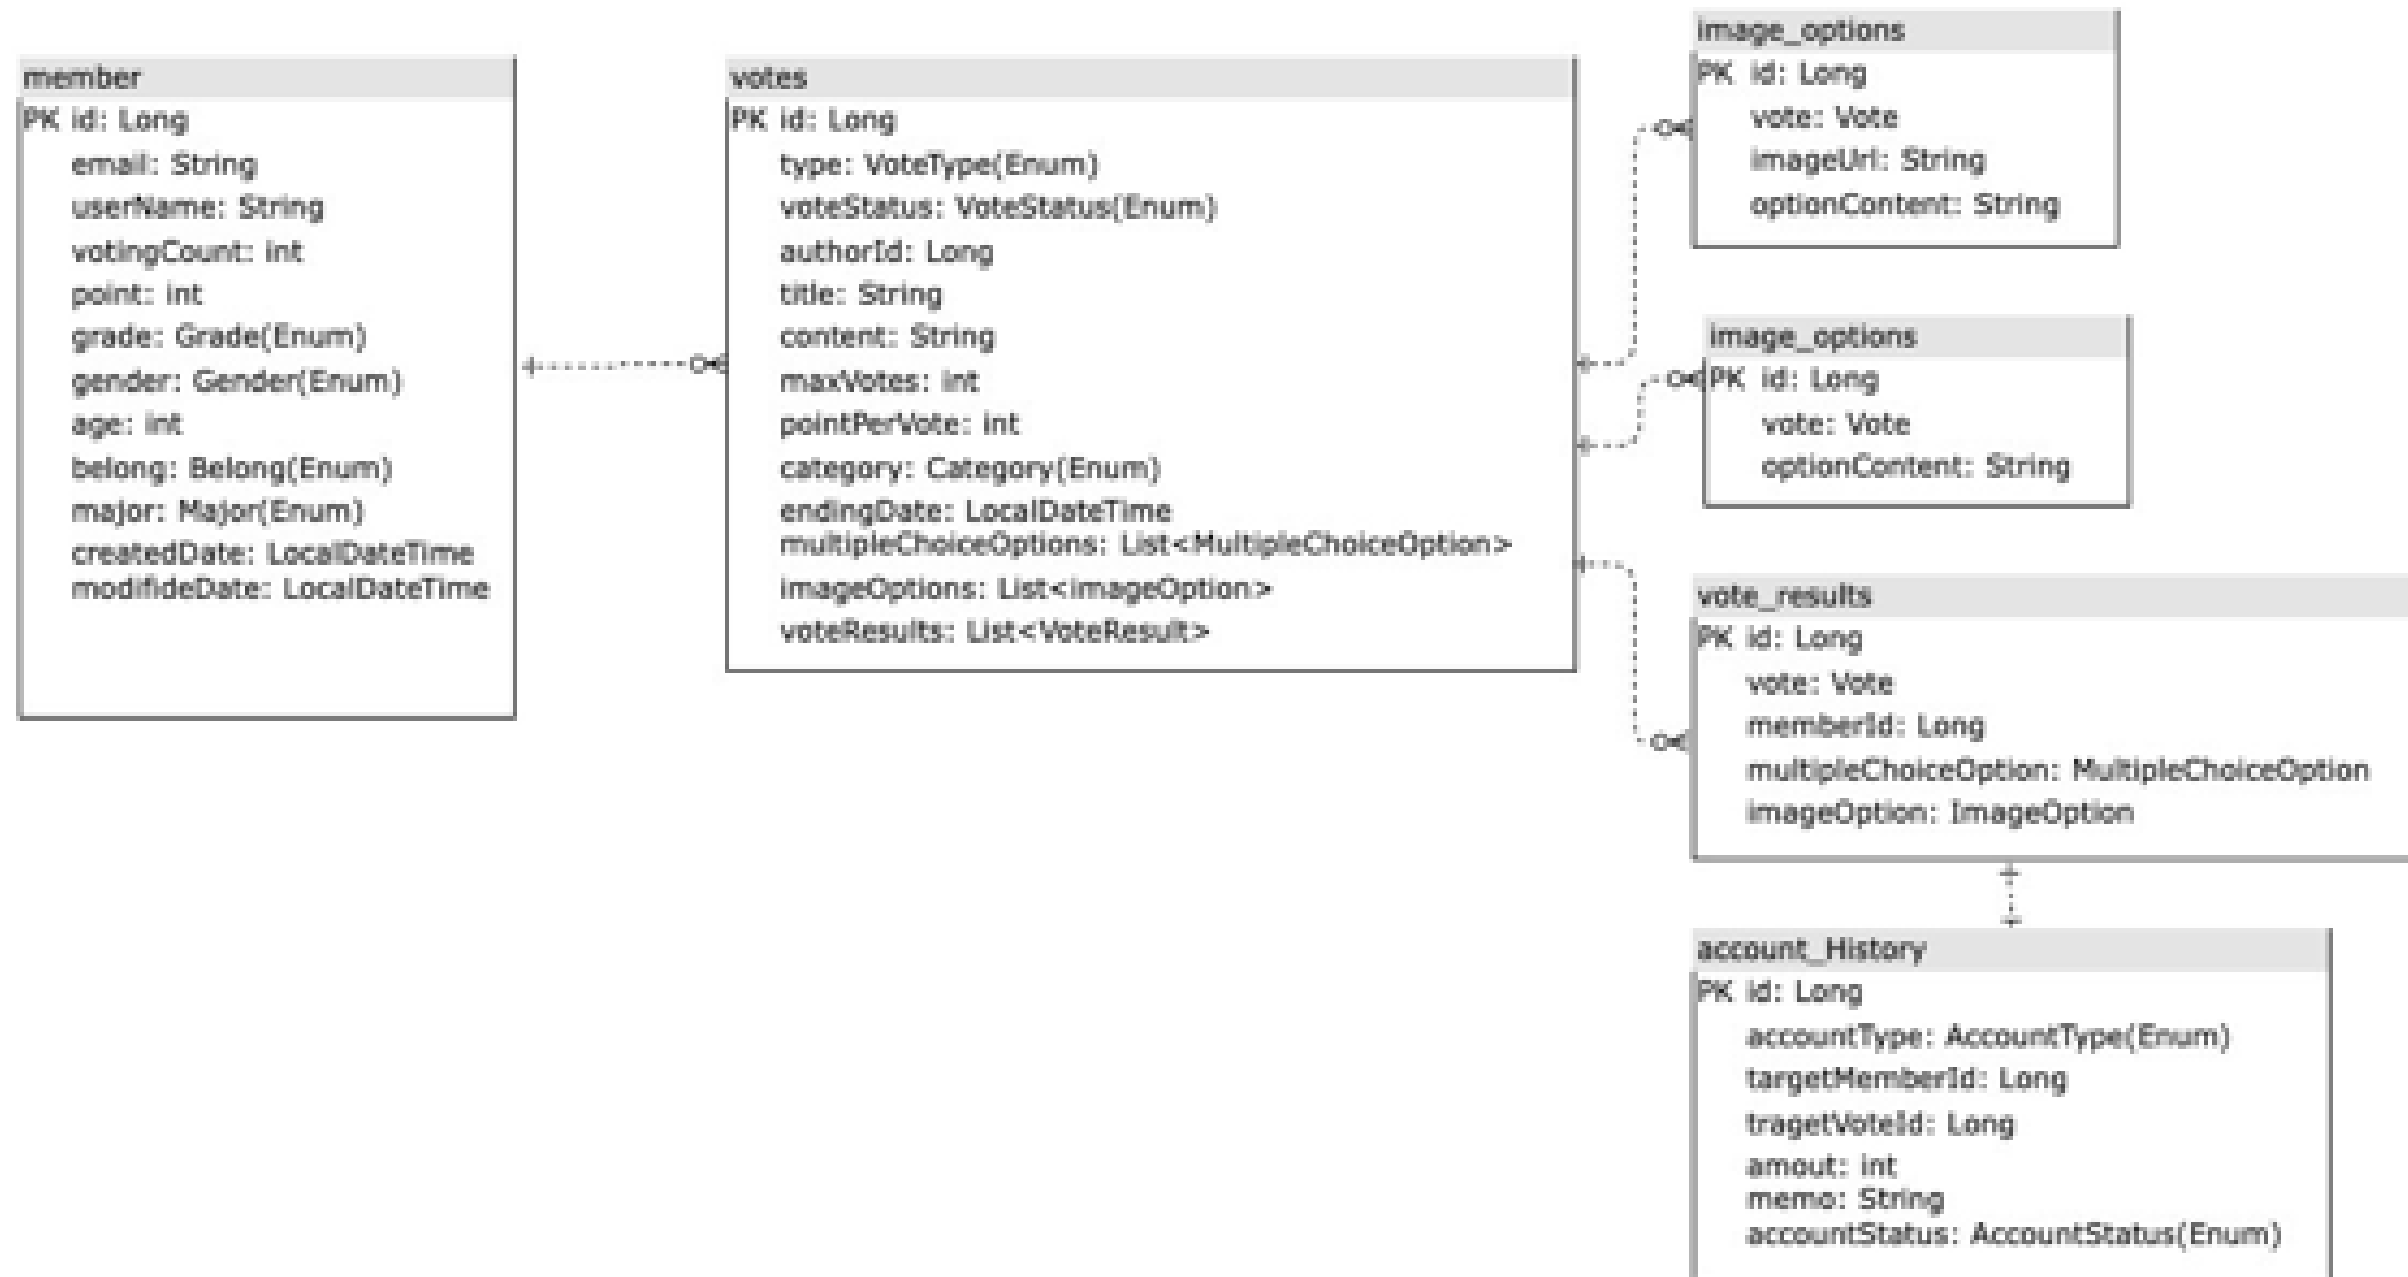 member
PK id: Long
email: String
userName: String
votingCount: int
point: int
grade: Grade(Enum)
gender: Gender(Enum)
age: int
belong: Belong(Enum)
major: Major(Enum)
createdDate: LocalDateTime
modifideDate: LocalDateTime
votes
PK id: Long
type: VoteType(Enum)
voteStatus: VoteStatus(Enum)
authorId: Long
title: String
content: String
maxVotes: int
pointPerVote: int
category: Category(Enum)
endingDate: LocalDateTime
multipleChoiceOptions: List<MultipleChoiceOption>
imageOptions: List<imageOption>
voteResults: List<VoteResult>
image_options
PK id: Long
vote: Vote
imageUrl: String
optionContent: String
image_options
PK id: Long
vote: Vote
optionContent: String
vote_results
PK id: Long
vote: Vote
memberId: Long
multipleChoiceOption: MultipleChoiceOption
imageOption: ImageOption
account_History
PK id: Long
accountType: AccountType(Enum)
targetMemberId: Long
tragetVoteId: Long
amout: int
memo: String
accountStatus: AccountStatus(Enum)